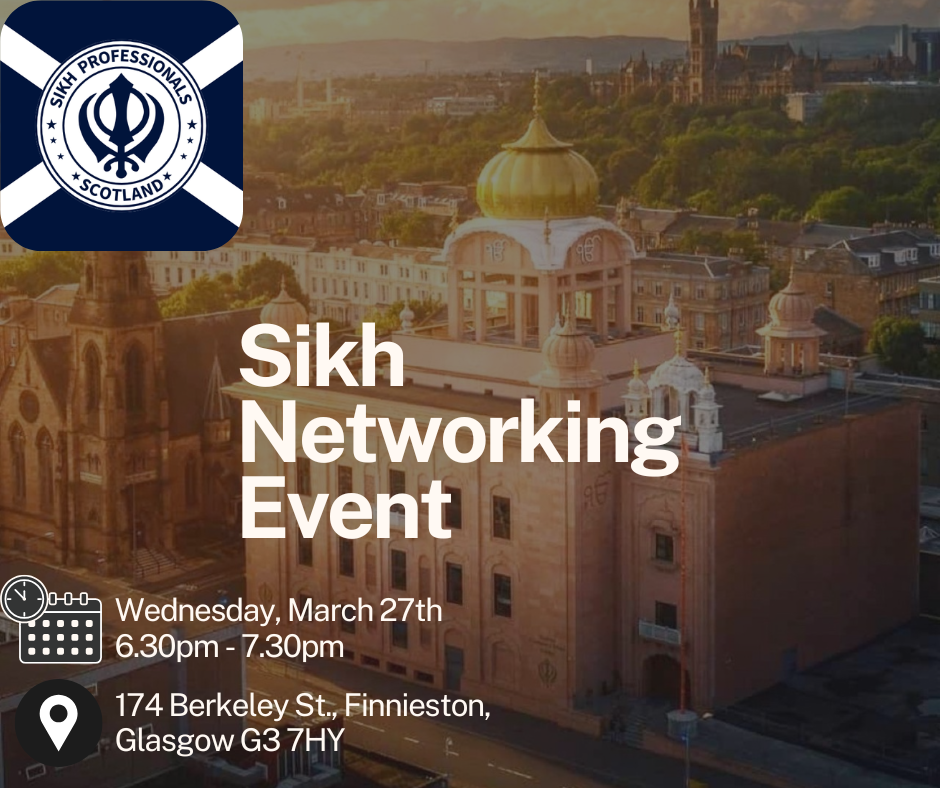 SIKH PROFESSIONALS
SCOTLAND
Sikh
Networking
Event
Wednesday, March 27th
6.30pm - 7.30pm
174 Berkeley St., Finnieston,
Glasgow G3 7HY
ੴ ੴ
ੴ